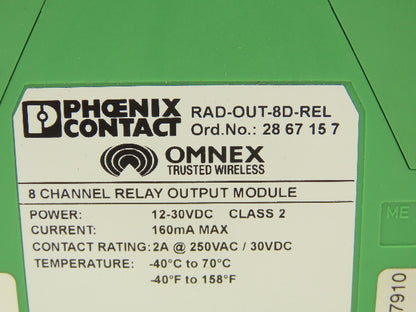 PHŒNIX CONTACT
RAD-OUT-8D-REL
Ord.No.: 28 67 15 7
OMNEX
TRUSTED WIRELESS
8 CHANNEL RELAY OUTPUT MODULE
POWER: 12-30VDC CLASS 2
CURRENT: 160mA MAX
CONTACT RATING: 2A @ 250VAC / 30VDC
TEMPERATURE: -40°C to 70°C
-40°F to 158°F
ME
7910